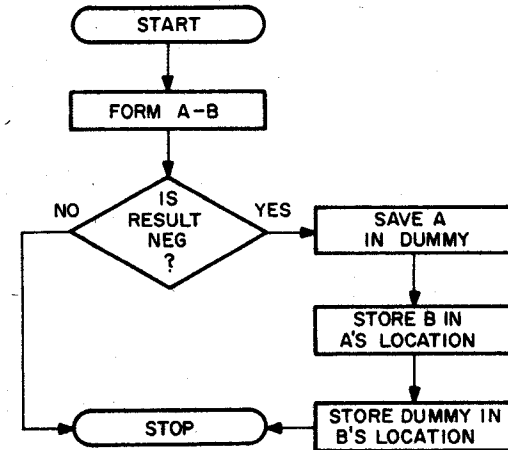 START
FORM A-B
IS
RESULT
NEG
?
NO
YES
SAVE A
IN DUMMY
STORE B IN
A'S LOCATION
STORE DUMMY IN
B'S LOCATION
STOP